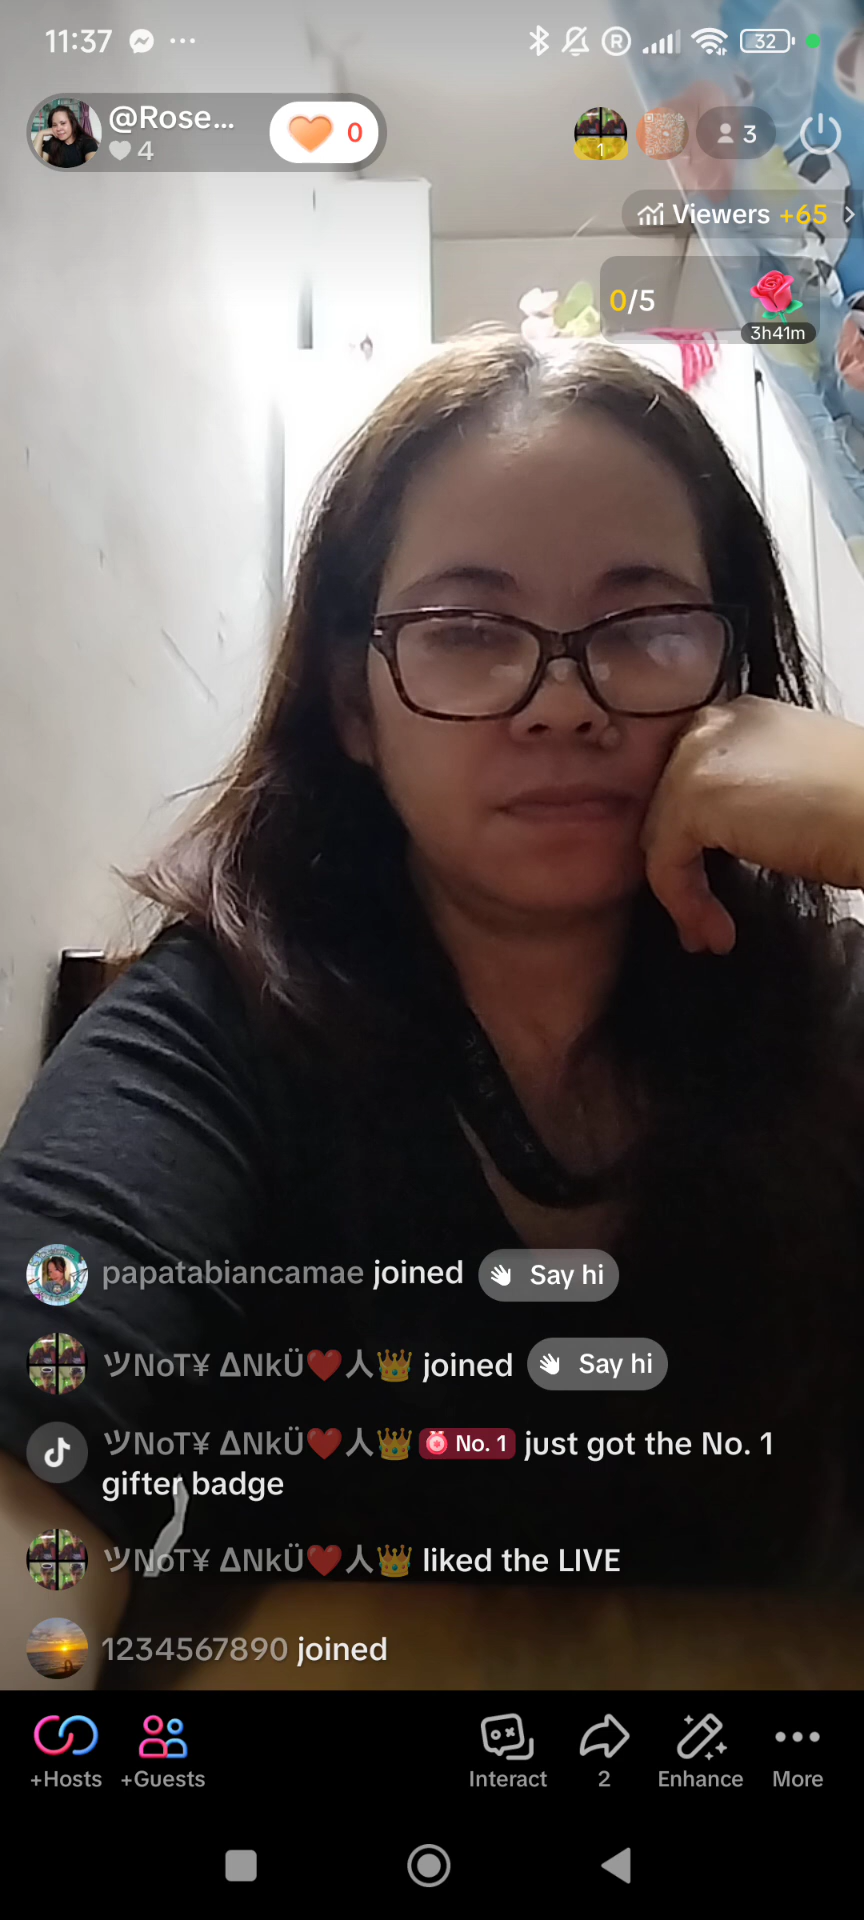 11:37
32
@Rose...
4
0
1
3
Viewers +65
0/5
3h41m
papatabiancamae joined Say hi
ツNoT¥ ΔNkÜ❤️人👑 joined Say hi
ツNoT¥ ΔNkÜ❤️人👑 No. 1 just got the No. 1
gifter badge
ツNoT¥ ΔNkÜ❤️人👑 liked the LIVE
1234567890 joined
+Hosts +Guests Interact 2 Enhance More